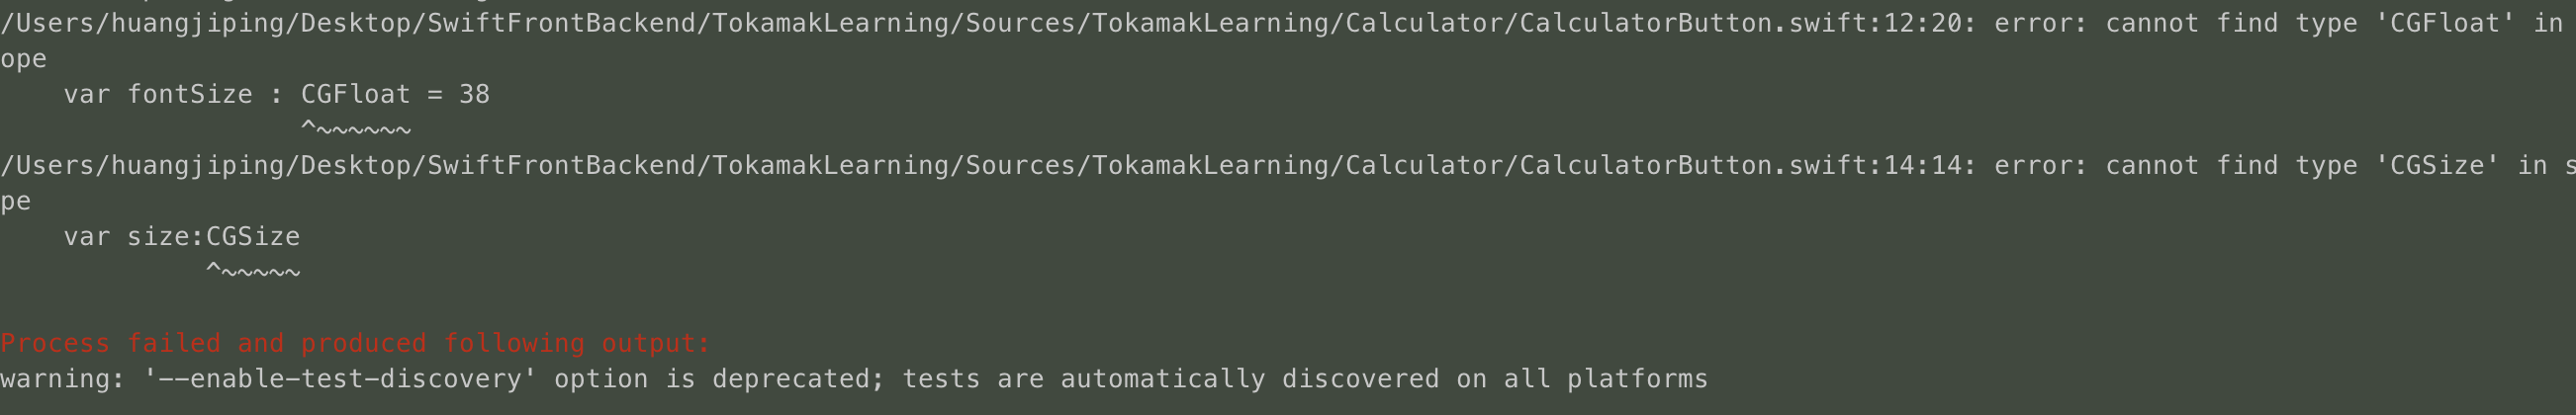 /Users/huangjiping/Desktop/SwiftFrontBackend/TokamakLearning/Sources/TokamakLearning/Calculator/CalculatorButton.swift:12:20: error: cannot find type 'CGFloat' in
ope
    var fontSize : CGFloat = 38
                   ^~~~~~~
/Users/huangjiping/Desktop/SwiftFrontBackend/TokamakLearning/Sources/TokamakLearning/Calculator/CalculatorButton.swift:14:14: error: cannot find type 'CGSize' in s
pe
    var size:CGSize
             ^~~~~~
Process failed and produced following output:
warning: '--enable-test-discovery' option is deprecated; tests are automatically discovered on all platforms